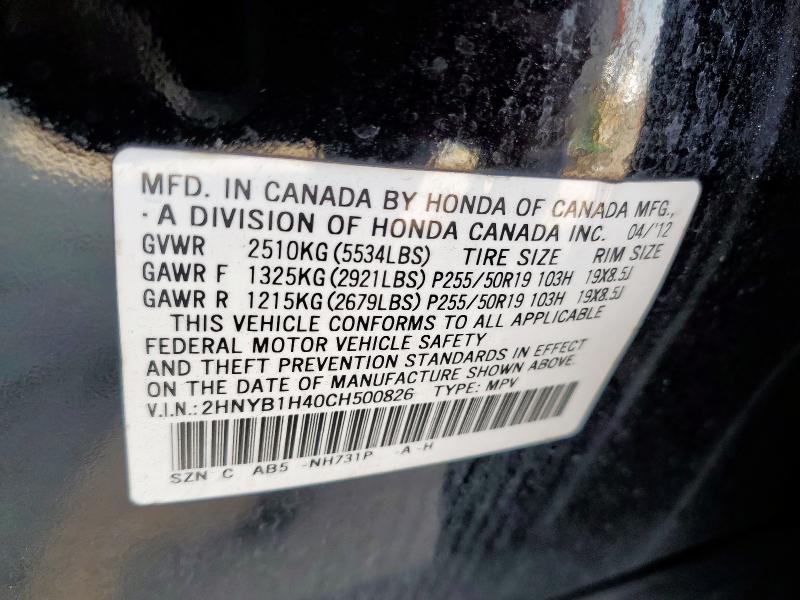 MFD. IN CANADA BY HONDA OF CANADA MFG.,
· A DIVISION OF HONDA CANADA INC. 04/'12
GVWR 2510KG (5534LBS) TIRE SIZE RIM SIZE
GAWR F 1325KG (2921LBS) P255/50R19 103H 19X8.5J
GAWR R 1215KG (2679LBS) P255/50R19 103H 19X8.5J
THIS VEHICLE CONFORMS TO ALL APPLICABLE
FEDERAL MOTOR VEHICLE SAFETY
AND THEFT PREVENTION STANDARDS IN EFFECT
ON THE DATE OF MANUFACTURE SHOWN ABOVE.
V.I.N.: 2HNYB1H40CH500826 TYPE: MPV
SZN C AB5 -NH731P -A -H